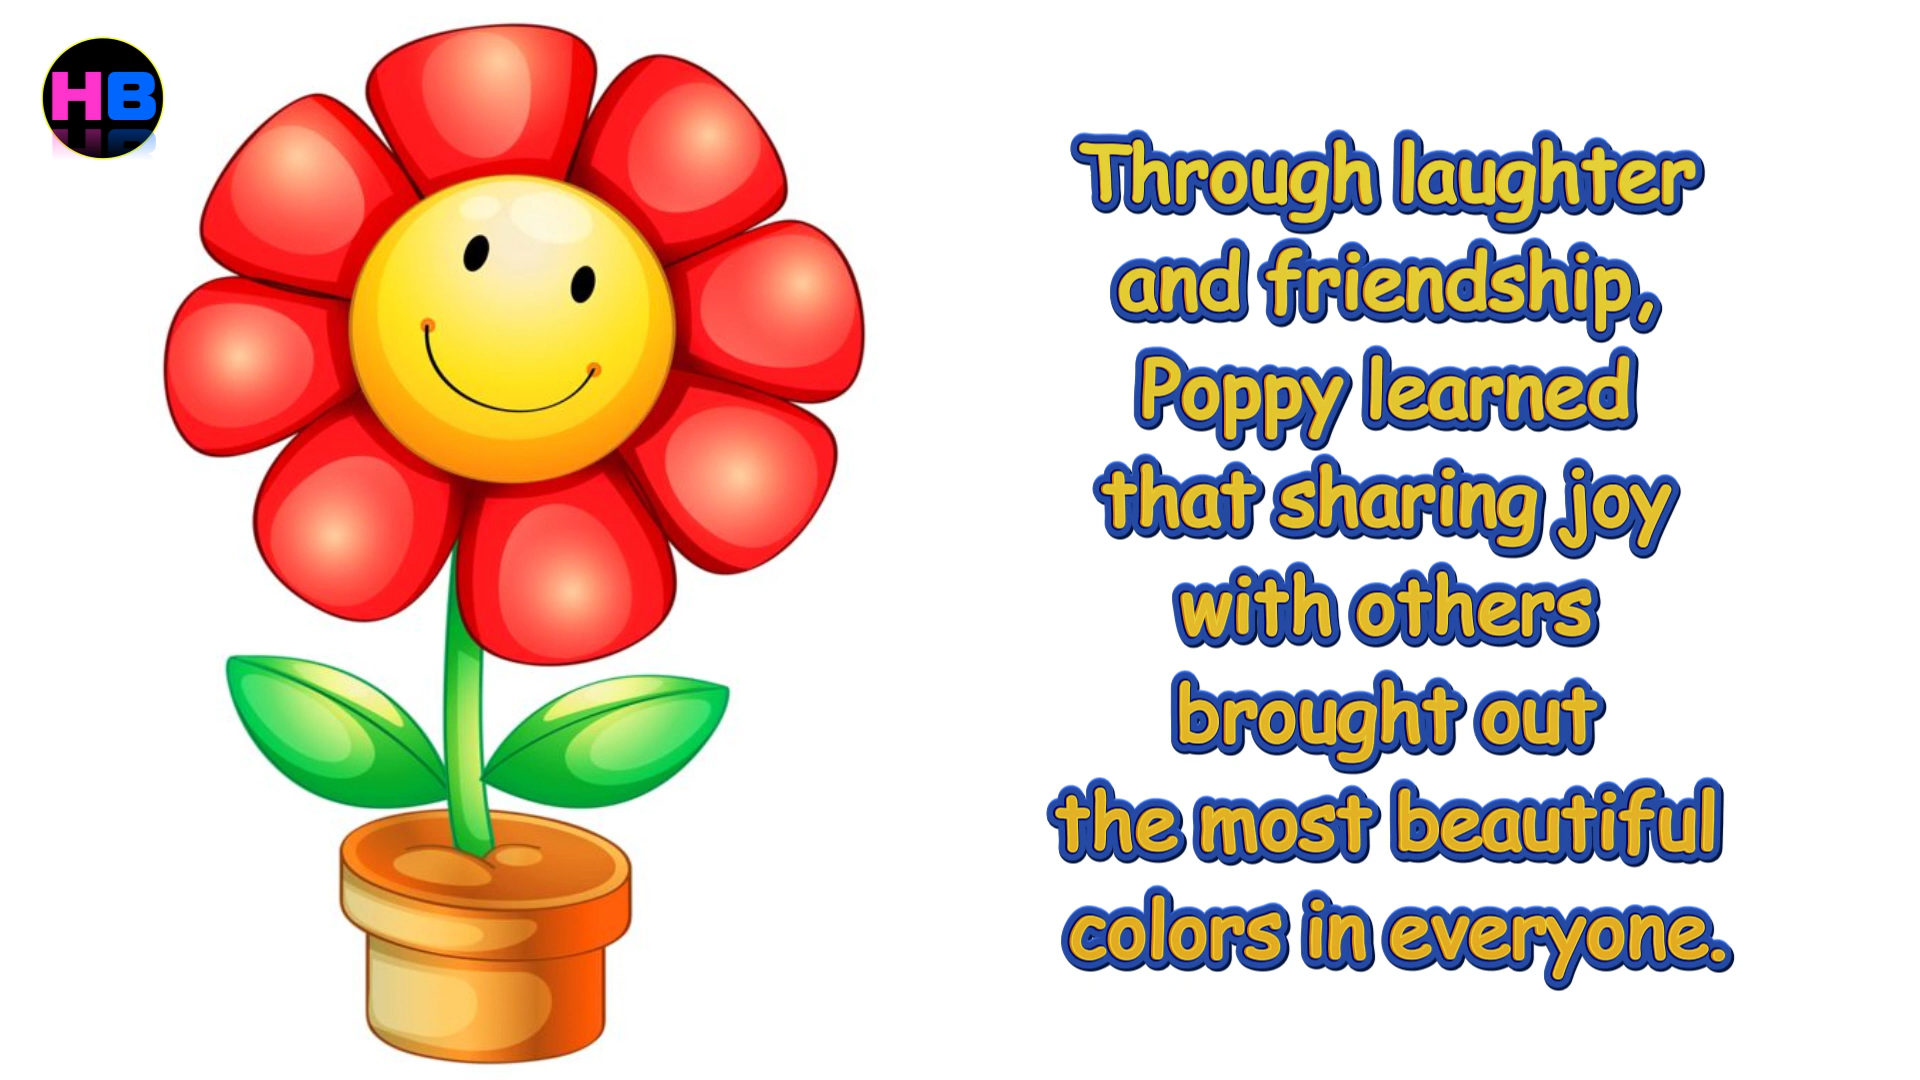 HB
Through laughter
and friendship,
Poppy learned
that sharing joy
with others
brought out
the most beautiful
colors in everyone.